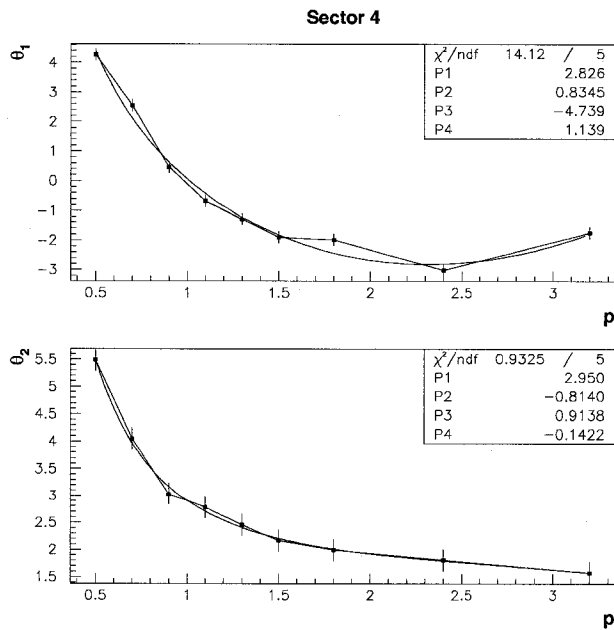 Sector 4
θ1
χ²/ndf 14.12 / 5
P1 2.826
P2 0.8345
P3 −4.739
P4 1.139
4
3
2
1
0
−1
−2
−3
0.5 1 1.5 2 2.5 3
p
θ2
χ²/ndf 0.9325 / 5
P1 2.950
P2 −0.8140
P3 0.9138
P4 −0.1422
5.5
5
4.5
4
3.5
3
2.5
2
1.5
0.5 1 1.5 2 2.5 3
p